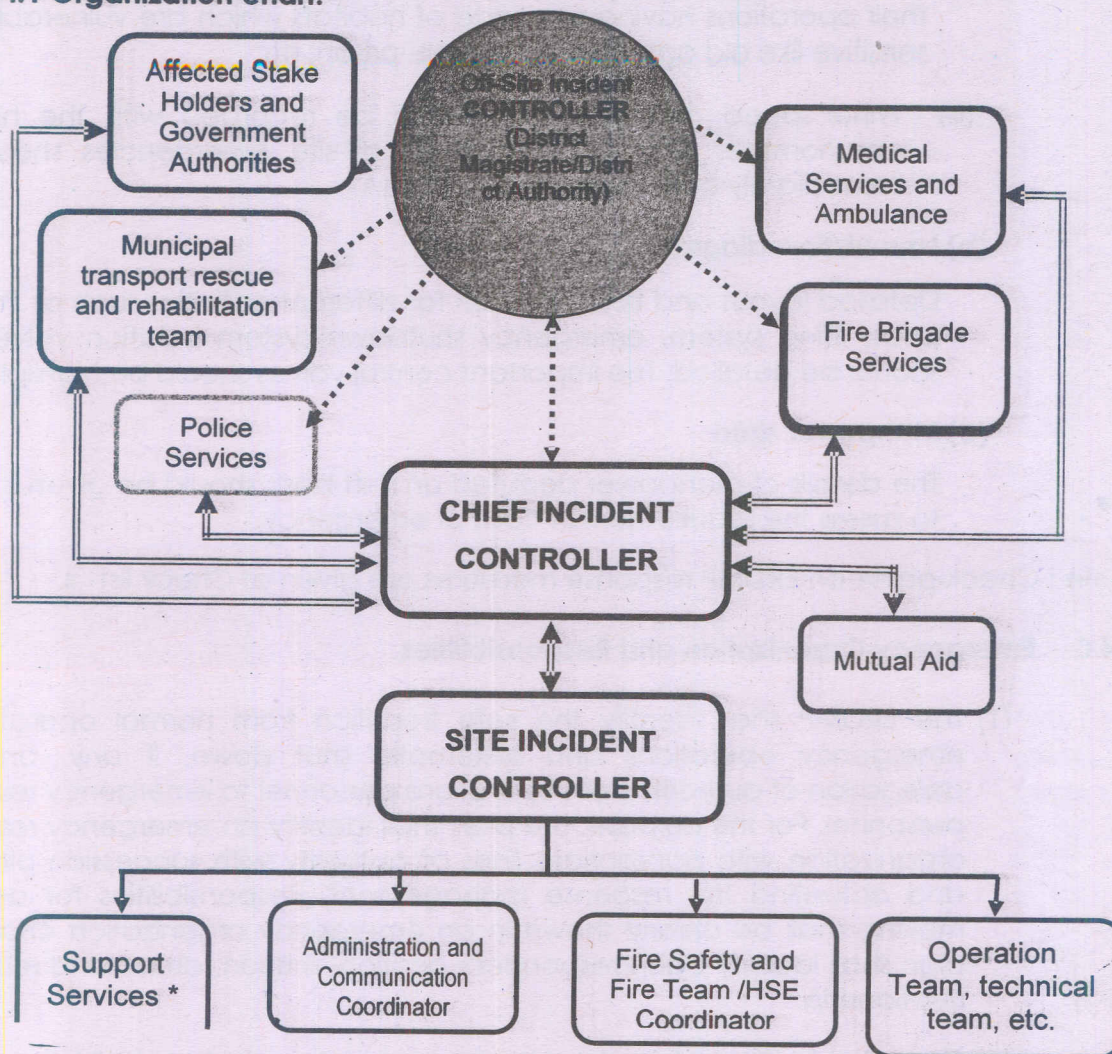 Organization Chart:
Affected Stake
Holders and
Government
Authorities
Off-Site Incident
CONTROLLER
(District
Magistrate/Distri
ct Authority)
Medical
Services and
Ambulance
Municipal
transport rescue
and rehabilitation
team
Fire Brigade
Services
Police
Services
CHIEF INCIDENT
CONTROLLER
Mutual Aid
SITE INCIDENT
CONTROLLER
Support
Services *
Administration and
Communication
Coordinator
Fire Safety and
Fire Team /HSE
Coordinator
Operation
Team, technical
team, etc.